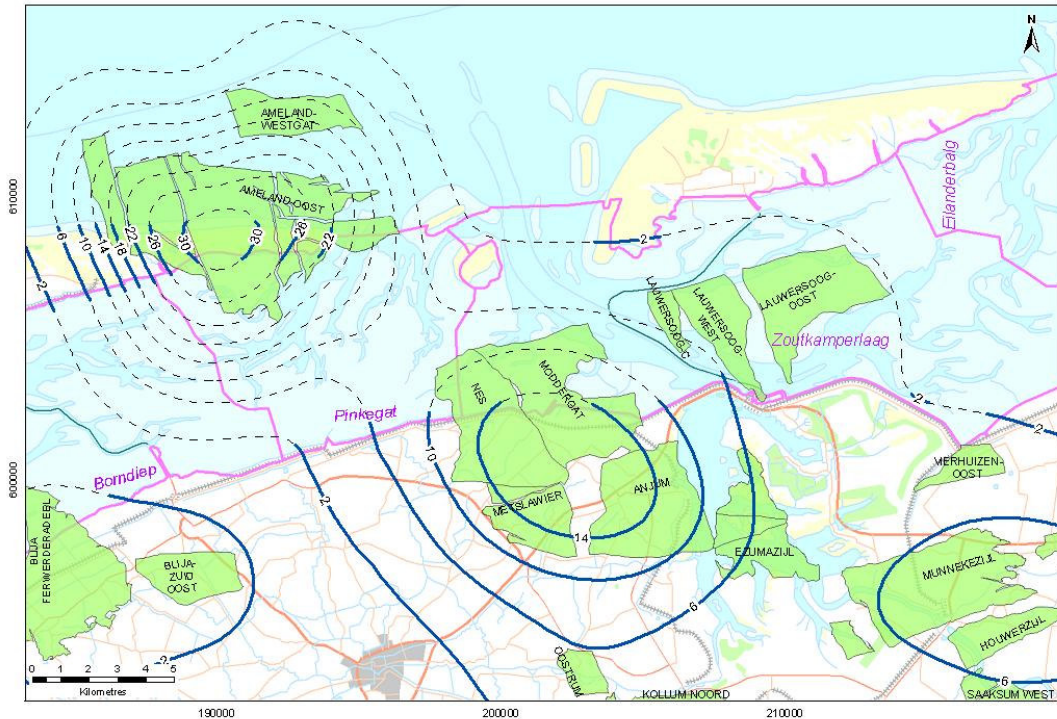 N
AMELAND-
WESTGAT
AMELAND-OOST
610000
Eilanderbalg
6
10
14
18
22
26
30
30
26
22
2
2
LAUWERSOOG-C
LAUWERSOOG-
WEST
LAUWERSOOG-
OOST
Zoutkamperlaag
MODDERGAT
NES
Pinkegat
10
2
2
VIERHUIZEN-
OOST
Borndiep
600000
2
METSLAWIER
ANJUM
14
EZUMAZIJL
MUNNEKEZIJL
BLIJA
FERWERDERADEEL
BLIJA-
ZUID
OOST
6
HOUWERZIJL
2
OOSTRUM
6
0 1 2 3 4 5
Kilometres
KOLLUM NOORD
SAAKSUM WEST
190000
200000
210000